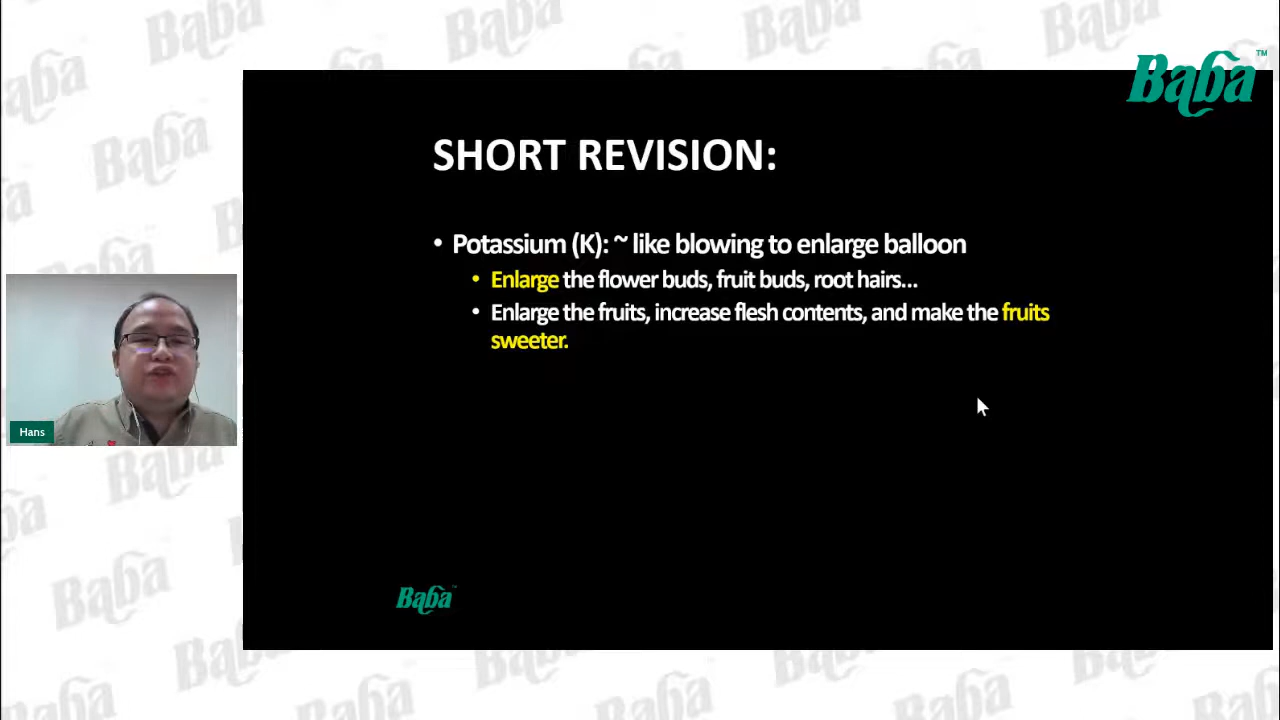 Baba™
SHORT REVISION:
• Potassium (K): ~ like blowing to enlarge balloon
• Enlarge the flower buds, fruit buds, root hairs...
• Enlarge the fruits, increase flesh contents, and make the fruits
sweeter.
Hans
Baba